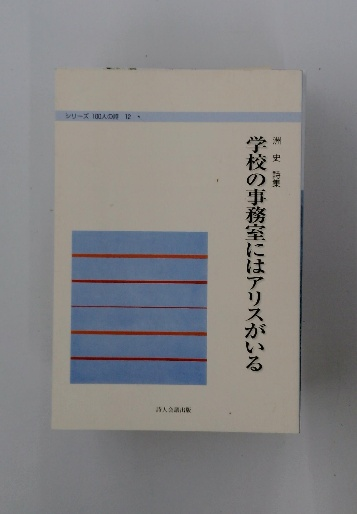 シリーズ 100人の詩 12
洲 史 詩集
学校の事務室にはアリスがいる
詩人会議出版